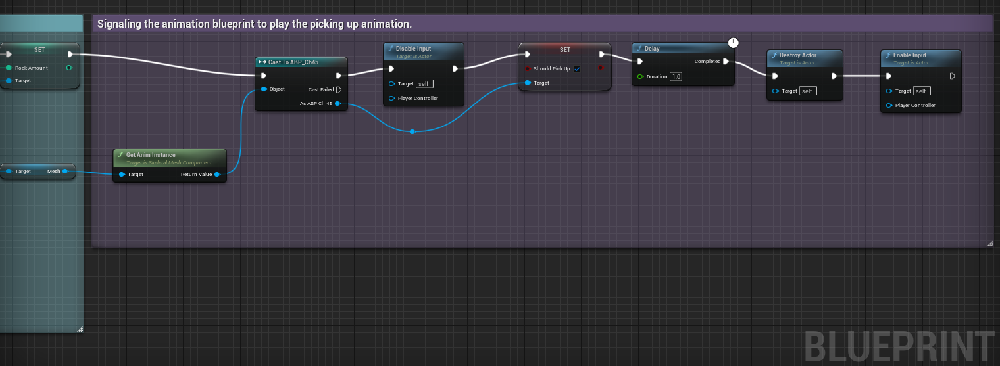 Signaling the animation blueprint to play the picking up animation.
SET
Rock Amount
Target
Target Mesh
Get Anim Instance
Target is Skeletal Mesh Component
Target Return Value
Cast To ABP_Ch45
Object
Cast Failed
As ABP Ch 45
Disable Input
Target is Actor
Target self
Player Controller
SET
Should Pick Up
Target
Delay
Completed
Duration 1,0
Destroy Actor
Target is Actor
Target self
Enable Input
Target is Actor
Target self
Player Controller
BLUEPRINT